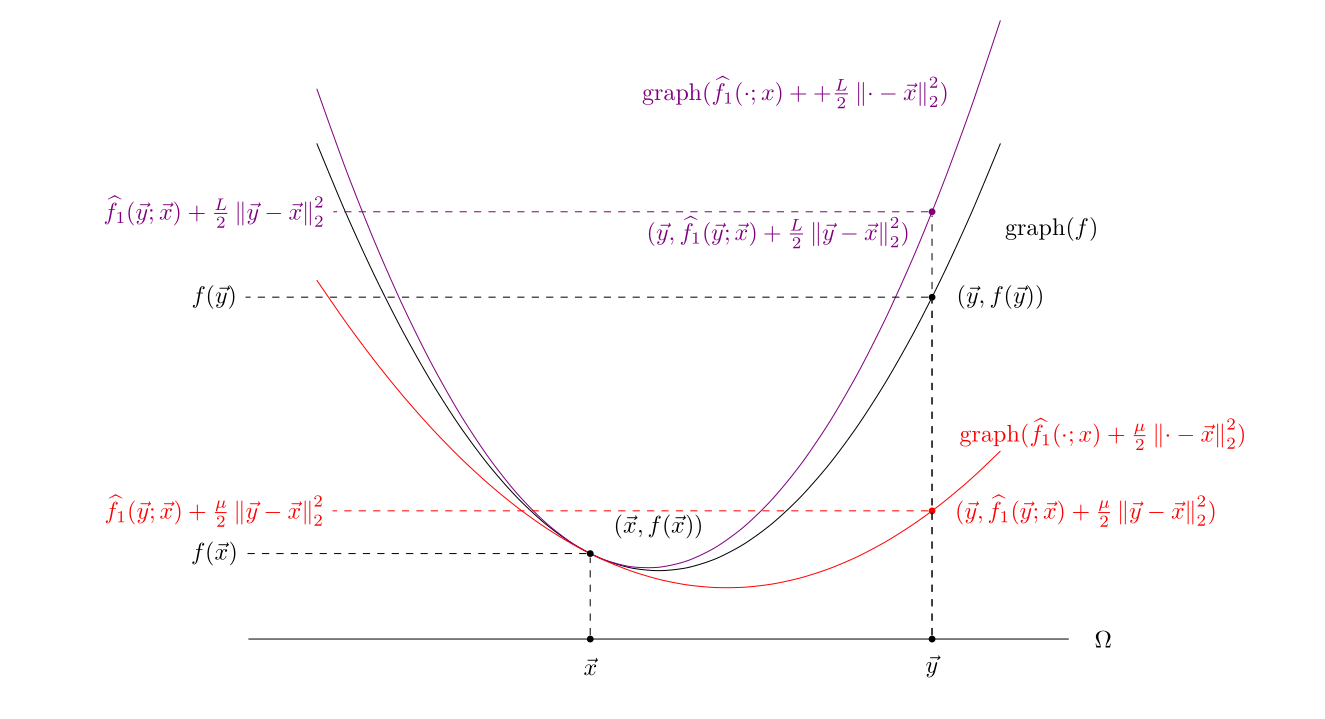 graph(f̂₁(·; x) + +L/2 ‖· − x⃗‖₂²)
f̂₁(y⃗; x⃗) + L/2 ‖y⃗ − x⃗‖₂²
(y⃗, f̂₁(y⃗; x⃗) + L/2 ‖y⃗ − x⃗‖₂²)
graph(f)
f(y⃗)
(y⃗, f(y⃗))
graph(f̂₁(·; x) + μ/2 ‖· − x⃗‖₂²)
f̂₁(y⃗; x⃗) + μ/2 ‖y⃗ − x⃗‖₂²
(y⃗, f̂₁(y⃗; x⃗) + μ/2 ‖y⃗ − x⃗‖₂²)
(x⃗, f(x⃗))
f(x⃗)
Ω
x⃗
y⃗